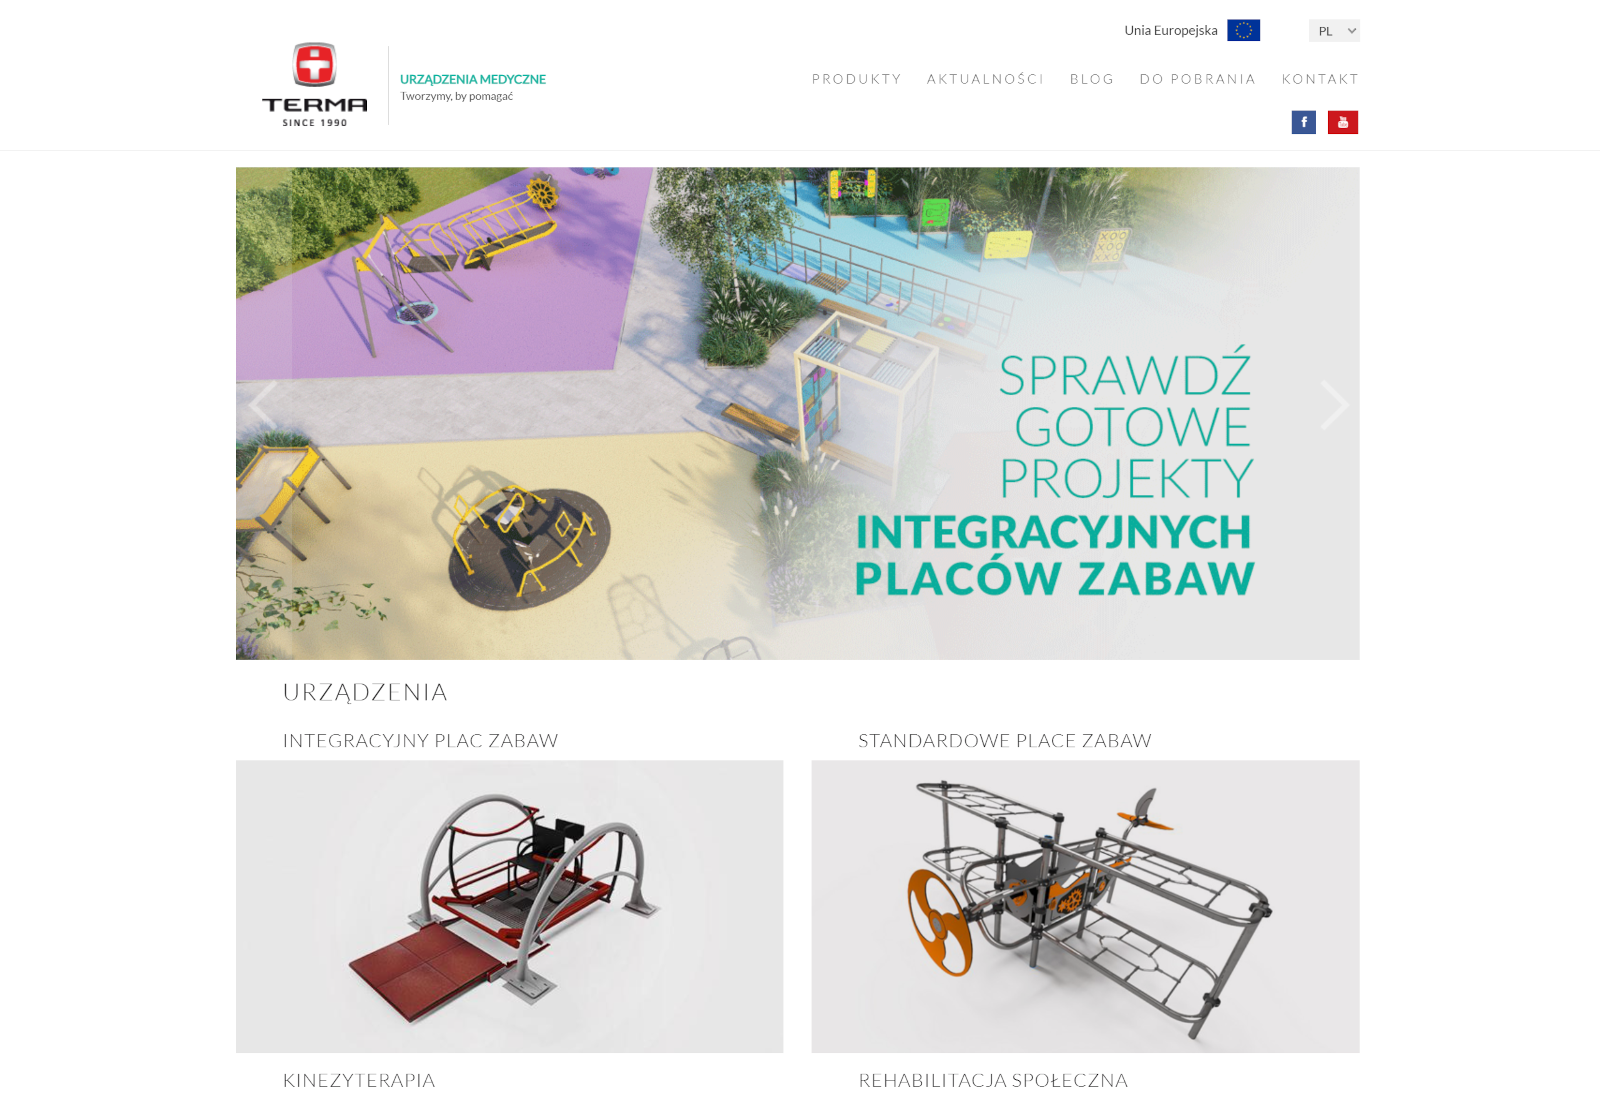 Unia Europejska
PL
TERMA
SINCE 1990
URZĄDZENIA MEDYCZNE
Tworzymy, by pomagać
PRODUKTY AKTUALNOŚCI BLOG DO POBRANIA KONTAKT
SPRAWDŹ
GOTOWE
PROJEKTY
INTEGRACYJNYCH
PLACÓW ZABAW
URZĄDZENIA
INTEGRACYJNY PLAC ZABAW
STANDARDOWE PLACE ZABAW
KINEZYTERAPIA
REHABILITACJA SPOŁECZNA